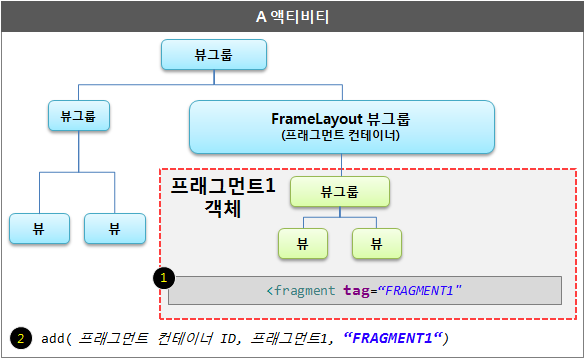 A 액티비티
뷰그룹
뷰그룹
FrameLayout 뷰그룹
(프래그먼트 컨테이너)
프래그먼트1
객체
뷰그룹
뷰
뷰
뷰
뷰
1
<fragment tag=“FRAGMENT1"
2 add( 프래그먼트 컨테이너 ID, 프래그먼트1, “FRAGMENT1“)